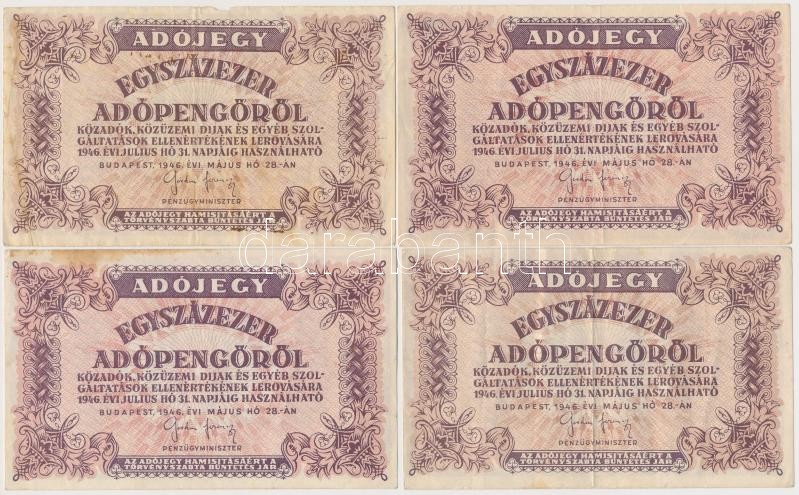 ADÓJEGY
EGYSZÁZEZER
ADÓPENGŐRŐL
KÖZADÓK, KÖZÜZEMI DIJAK ÉS EGYÉB SZOL-
GÁLTATÁSOK ELLENÉRTÉKÉNEK LEROVÁSÁRA
1946. ÉVI JULIUS HÓ 31. NAPJÁIG HASZNÁLHATÓ
BUDAPEST, 1946. ÉVI MÁJUS HÓ 28.-ÁN
PÉNZÜGYMINISZTER
AZ ADÓJEGY HAMISITÁSÁÉRT A
TÖRVÉNYSZABTA BÜNTETÉS JÁR
ADÓJEGY
EGYSZÁZEZER
ADÓPENGŐRŐL
KÖZADÓK, KÖZÜZEMI DIJAK ÉS EGYÉB SZOL-
GÁLTATÁSOK ELLENÉRTÉKÉNEK LEROVÁSÁRA
1946. ÉVI JULIUS HÓ 31. NAPJÁIG HASZNÁLHATÓ
BUDAPEST, 1946. ÉVI MÁJUS HÓ 28.-ÁN
PÉNZÜGYMINISZTER
AZ ADÓJEGY HAMISITÁSÁÉRT A
TÖRVÉNYSZABTA BÜNTETÉS JÁR
darabanth.com
ADÓJEGY
EGYSZÁZEZER
ADÓPENGŐRŐL
KÖZADÓK, KÖZÜZEMI DIJAK ÉS EGYÉB SZOL-
GÁLTATÁSOK ELLENÉRTÉKÉNEK LEROVÁSÁRA
1946. ÉVI JULIUS HÓ 31. NAPJÁIG HASZNÁLHATÓ
BUDAPEST, 1946. ÉVI MÁJUS HÓ 28.-ÁN
PÉNZÜGYMINISZTER
AZ ADÓJEGY HAMISITÁSÁÉRT A
TÖRVÉNYSZABTA BÜNTETÉS JÁR
ADÓJEGY
EGYSZÁZEZER
ADÓPENGŐRŐL
KÖZADÓK, KÖZÜZEMI DIJAK ÉS EGYÉB SZOL-
GÁLTATÁSOK ELLENÉRTÉKÉNEK LEROVÁSÁRA
1946. ÉVI JULIUS HÓ 31. NAPJÁIG HASZNÁLHATÓ
BUDAPEST, 1946. ÉVI MÁJUS HÓ 28.-ÁN
PÉNZÜGYMINISZTER
AZ ADÓJEGY HAMISITÁSÁÉRT A
TÖRVÉNYSZABTA BÜNTETÉS JÁR